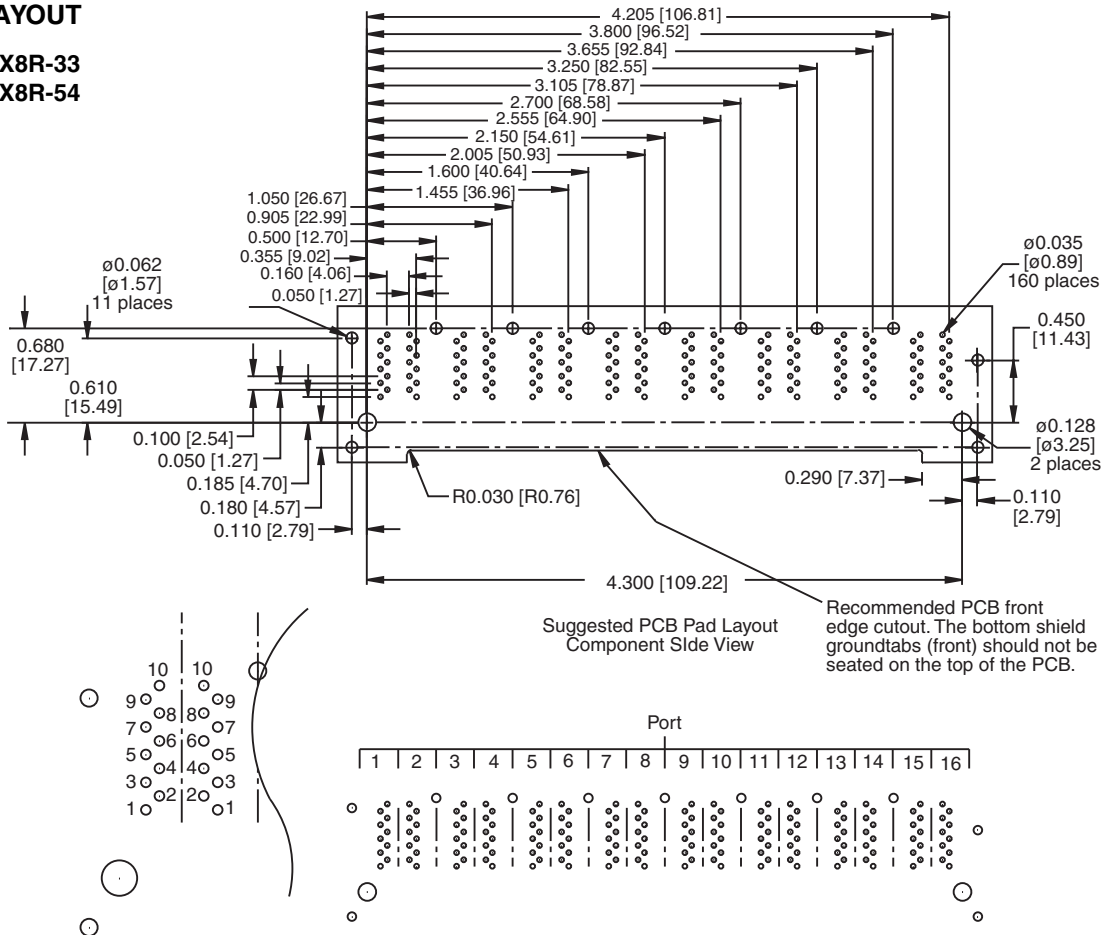 AYOUT
X8R-33
X8R-54
4.205 [106.81]
3.800 [96.52]
3.655 [92.84]
3.250 [82.55]
3.105 [78.87]
2.700 [68.58]
2.555 [64.90]
2.150 [54.61]
2.005 [50.93]
1.600 [40.64]
1.455 [36.96]
1.050 [26.67]
0.905 [22.99]
0.500 [12.70]
0.355 [9.02]
0.160 [4.06]
0.050 [1.27]
ø0.062
[ø1.57]
11 places
ø0.035
[ø0.89]
160 places
0.680
[17.27]
0.450
[11.43]
0.610
[15.49]
0.100 [2.54]
0.050 [1.27]
0.185 [4.70]
0.180 [4.57]
0.110 [2.79]
R0.030 [R0.76]
0.290 [7.37]
ø0.128
[ø3.25]
2 places
0.110
[2.79]
4.300 [109.22]
Suggested PCB Pad Layout
Component SIde View
Recommended PCB front
edge cutout. The bottom shield
groundtabs (front) should not be
seated on the top of the PCB.
10 10
9 9
8 8
7 7
6 6
5 5
4 4
3 3
2 2
1 1
Port
1 2 3 4 5 6 7 8 9 10 11 12 13 14 15 16